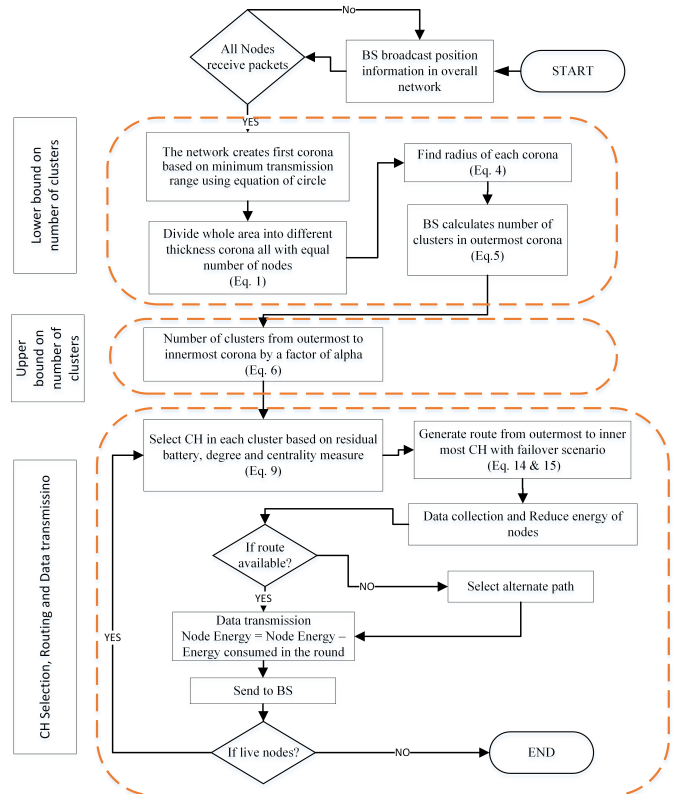 No
All Nodes
receive packets
BS broadcast position
information in overall
network
START
YES
Lower bound on
number of clusters
The network creates first corona
based on minimum transmission
range using equation of circle
Find radius of each corona
(Eq. 4)
Divide whole area into different
thickness corona all with equal
number of nodes
(Eq. 1)
BS calculates number of
clusters in outermost corona
(Eq.5)
Upper
bound on
number of
clusters
Number of clusters from outermost to
innermost corona by a factor of alpha
(Eq. 6)
CH Selection, Routing and Data transmissino
Select CH in each cluster based on residual
battery, degree and centrality measure
(Eq. 9)
Generate route from outermost to inner
most CH with failover scenario
(Eq. 14 & 15)
Data collection and Reduce energy of
nodes
If route
available?
NO
Select alternate path
YES
YES
Data transmission
Node Energy = Node Energy –
Energy consumed in the round
Send to BS
If live nodes?
NO
END